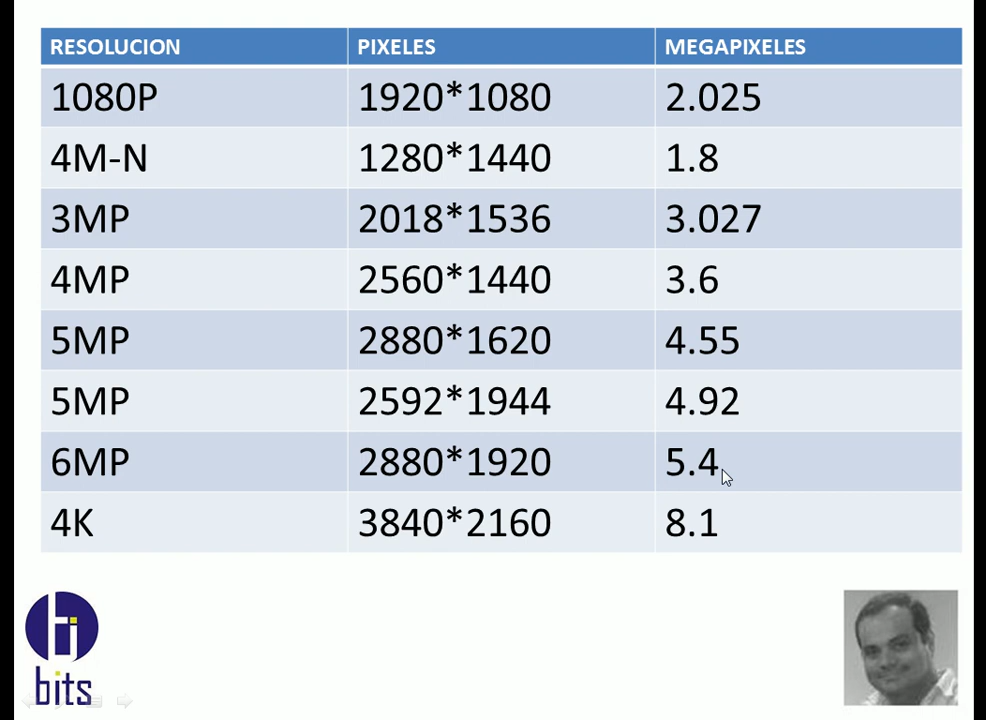 RESOLUCION PIXELES MEGAPIXELES
1080P 1920*1080 2.025
4M-N 1280*1440 1.8
3MP 2018*1536 3.027
4MP 2560*1440 3.6
5MP 2880*1620 4.55
5MP 2592*1944 4.92
6MP 2880*1920 5.4
4K 3840*2160 8.1
bits